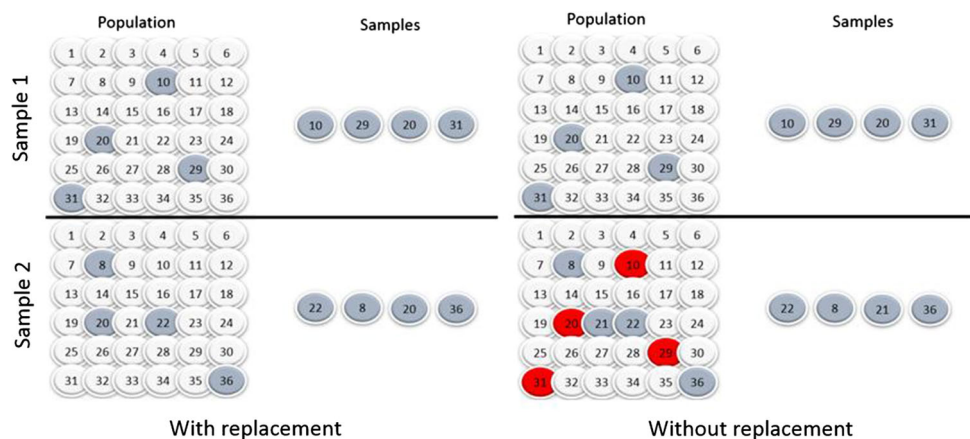 Population Samples Population Samples
Sample 1
1 2 3 4 5 6 1 2 3 4 5 6
7 8 9 10 11 12 7 8 9 10 11 12
13 14 15 16 17 18 13 14 15 16 17 18
10 29 20 31 10 29 20 31
19 20 21 22 23 24 19 20 21 22 23 24
25 26 27 28 29 30 25 26 27 28 29 30
31 32 33 34 35 36 31 32 33 34 35 36
Sample 2
1 2 3 4 5 6 1 2 3 4 5 6
7 8 9 10 11 12 7 8 9 10 11 12
13 14 15 16 17 18 13 14 15 16 17 18
22 8 20 36 22 8 21 36
19 20 21 22 23 24 19 20 21 22 23 24
25 26 27 28 29 30 25 26 27 28 29 30
31 32 33 34 35 36 31 32 33 34 35 36
With replacement Without replacement